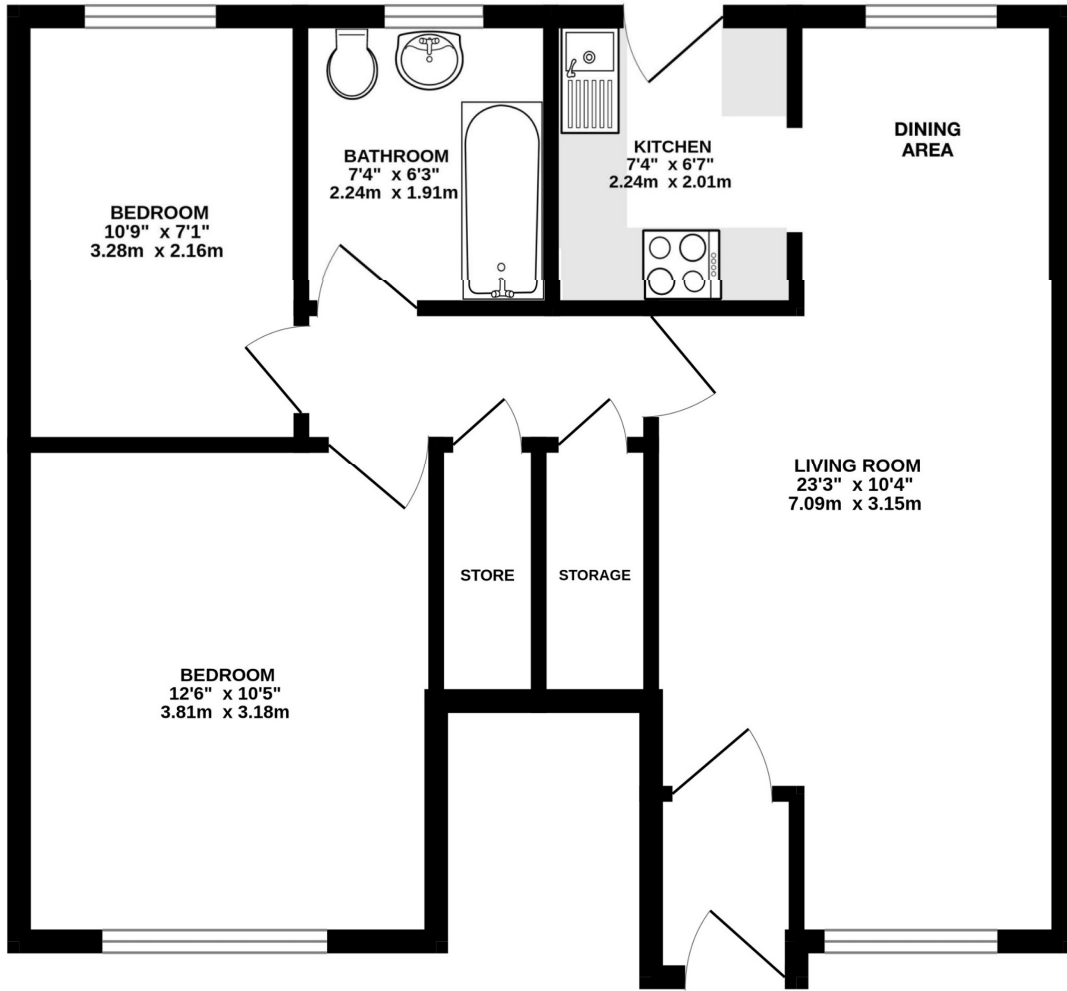 DINING
AREA
KITCHEN
7'4" x 6'7"
2.24m x 2.01m
BATHROOM
7'4" x 6'3"
2.24m x 1.91m
BEDROOM
10'9" x 7'1"
3.28m x 2.16m
LIVING ROOM
23'3" x 10'4"
7.09m x 3.15m
STORE
STORAGE
BEDROOM
12'6" x 10'5"
3.81m x 3.18m